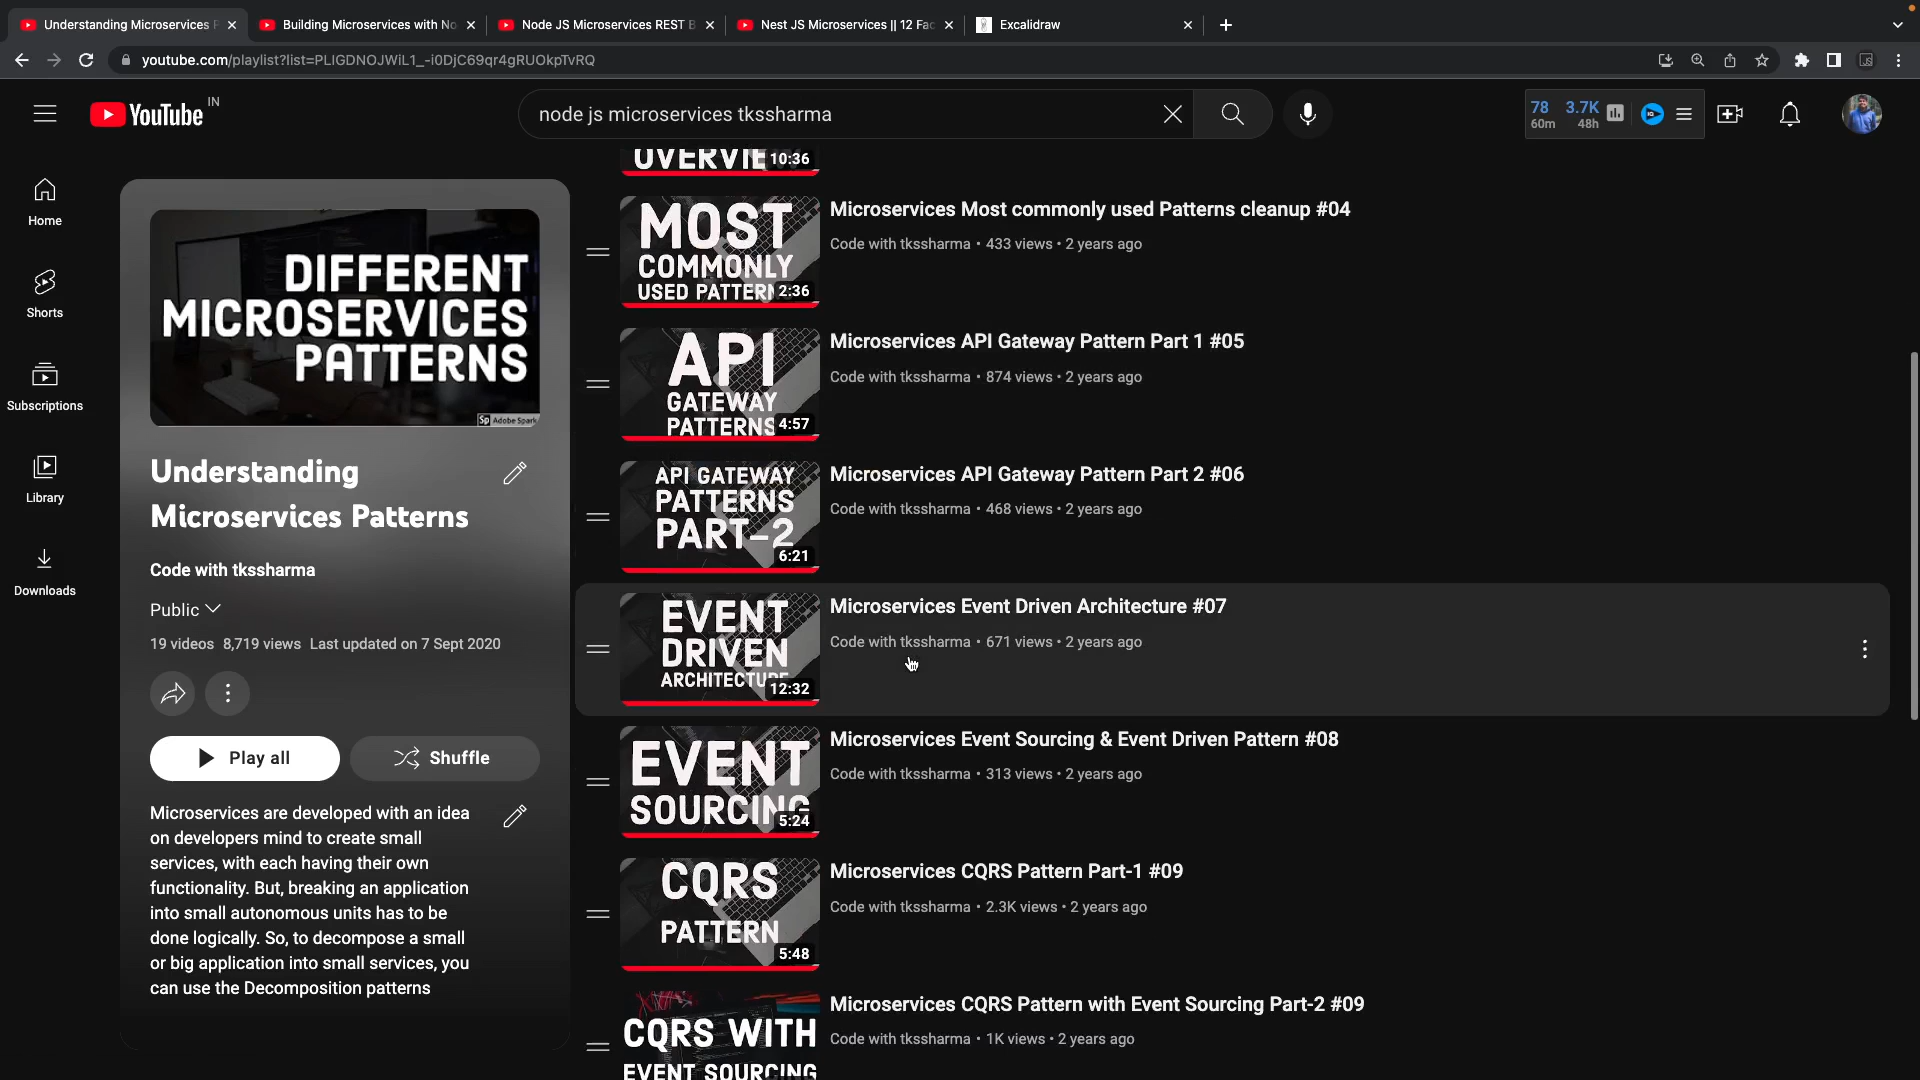 Understanding Microservices P
Building Microservices with No
Node JS Microservices REST B
Nest JS Microservices || 12 Fac
Excalidraw
youtube.com/playlist?list=PLIGDNOJWiL1_-i0DjC69qr4gRUOkpTvRQ
YouTube IN
node js microservices tkssharma
78 3.7K
60m 48h
Home
Shorts
Subscriptions
Library
Downloads
DIFFERENT
MICROSERVICES
PATTERNS
Sp Adobe Spark
Understanding
Microservices Patterns
Code with tkssharma
Public
19 videos 8,719 views Last updated on 7 Sept 2020
Play all
Shuffle
Microservices are developed with an idea
on developers mind to create small
services, with each having their own
functionality. But, breaking an application
into small autonomous units has to be
done logically. So, to decompose a small
or big application into small services, you
can use the Decomposition patterns
OVERVIE 10:36
MOST
COMMONLY
USED PATTERN 2:36
Microservices Most commonly used Patterns cleanup #04
Code with tkssharma • 433 views • 2 years ago
API
GATEWAY
PATTERNS 4:57
Microservices API Gateway Pattern Part 1 #05
Code with tkssharma • 874 views • 2 years ago
API GATEWAY
PATTERNS
PART-2
6:21
Microservices API Gateway Pattern Part 2 #06
Code with tkssharma • 468 views • 2 years ago
EVENT
DRIVEN
ARCHITECTURE 12:32
Microservices Event Driven Architecture #07
Code with tkssharma • 671 views • 2 years ago
EVENT
SOURCING
5:24
Microservices Event Sourcing & Event Driven Pattern #08
Code with tkssharma • 313 views • 2 years ago
CQRS
PATTERN
5:48
Microservices CQRS Pattern Part-1 #09
Code with tkssharma • 2.3K views • 2 years ago
CQRS WITH
EVENT SOURCING
Microservices CQRS Pattern with Event Sourcing Part-2 #09
Code with tkssharma • 1K views • 2 years ago